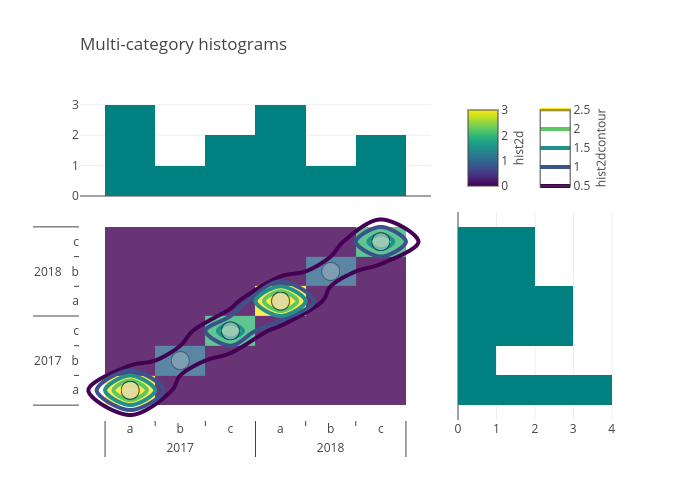 Multi-category histograms
3
2
1
0
3
2
1
0
hist2d
2.5
2
1.5
1
0.5
hist2dcontour
c
2018 b
a
c
2017 b
a
a b c a b c
2017 2018
0 1 2 3 4